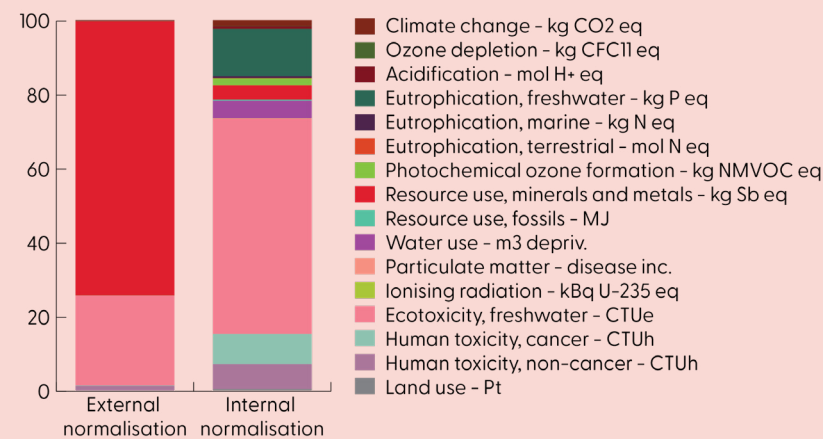 100
80
60
40
20
0
External
normalisation
Internal
normalisation
Climate change - kg CO2 eq
Ozone depletion - kg CFC11 eq
Acidification - mol H+ eq
Eutrophication, freshwater - kg P eq
Eutrophication, marine - kg N eq
Eutrophication, terrestrial - mol N eq
Photochemical ozone formation - kg NMVOC eq
Resource use, minerals and metals - kg Sb eq
Resource use, fossils - MJ
Water use - m3 depriv.
Particulate matter - disease inc.
Ionising radiation - kBq U-235 eq
Ecotoxicity, freshwater - CTUe
Human toxicity, cancer - CTUh
Human toxicity, non-cancer - CTUh
Land use - Pt